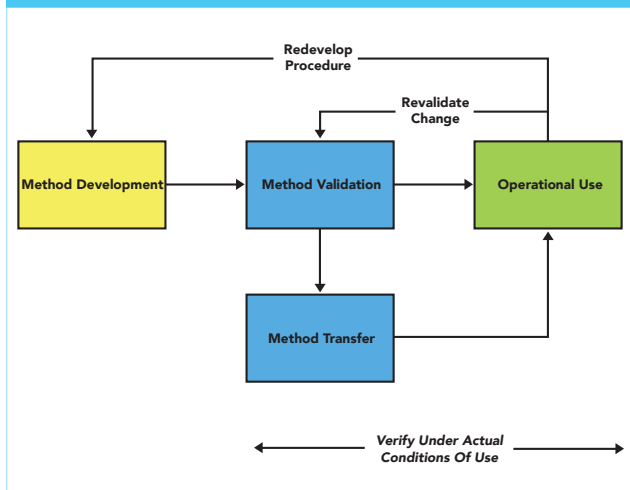 Redevelop
Procedure
Revalidate
Change
Method Development
Method Validation
Operational Use
Method Transfer
Verify Under Actual
Conditions Of Use